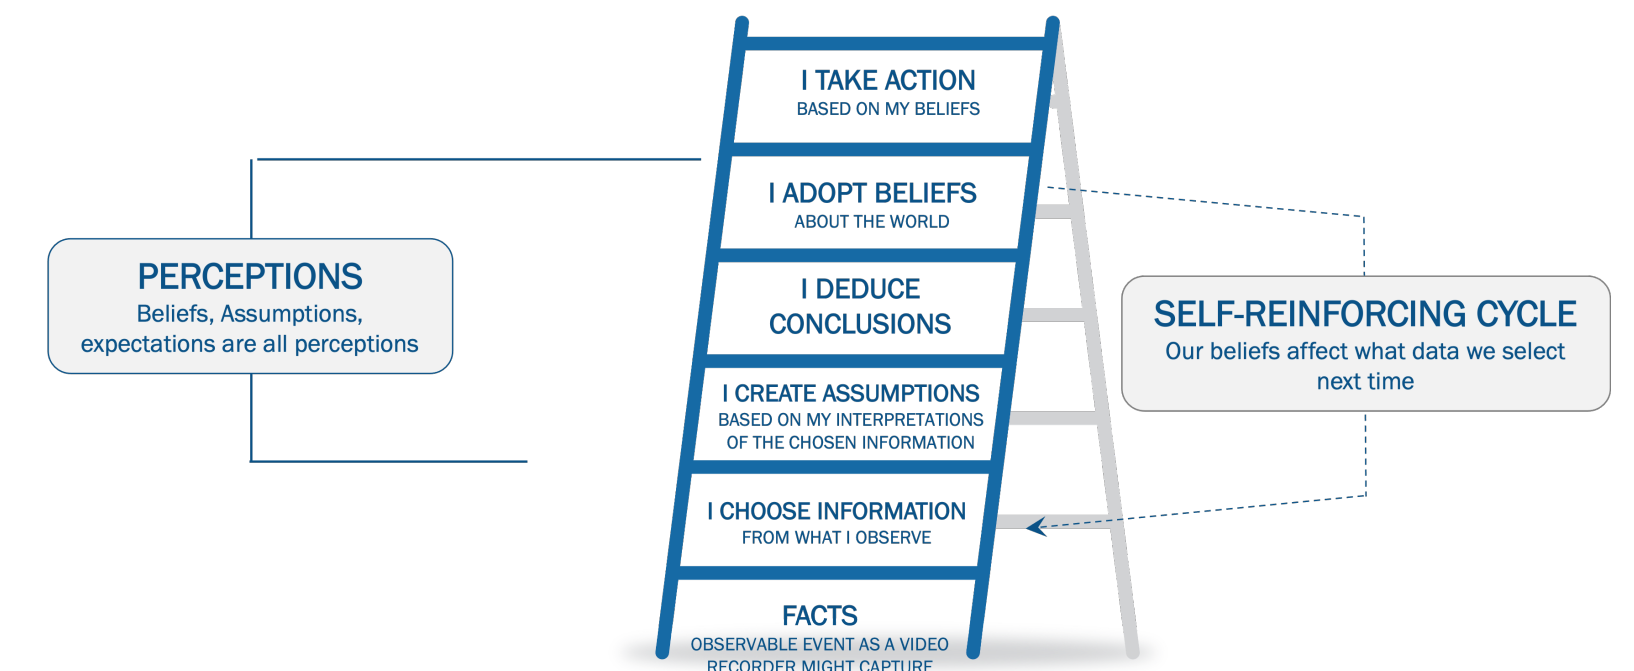 I TAKE ACTION
BASED ON MY BELIEFS
I ADOPT BELIEFS
ABOUT THE WORLD
I DEDUCE
CONCLUSIONS
I CREATE ASSUMPTIONS
BASED ON MY INTERPRETATIONS
OF THE CHOSEN INFORMATION
I CHOOSE INFORMATION
FROM WHAT I OBSERVE
FACTS
OBSERVABLE EVENT AS A VIDEO
RECORDER MIGHT CAPTURE
PERCEPTIONS
Beliefs, Assumptions,
expectations are all perceptions
SELF-REINFORCING CYCLE
Our beliefs affect what data we select
next time